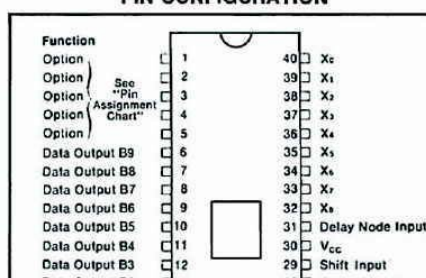 PIN CONFIGURATION
Function
Option 1 40 X₀
Option 2 39 X₁
Option 3 38 X₂
Option 4 37 X₃
Option 5 36 X₄
See "Pin Assignment Chart"
Data Output B9 6 35 X₅
Data Output B8 7 34 X₆
Data Output B7 8 33 X₇
Data Output B6 9 32 X₈
Data Output B5 10 31 Delay Node Input
Data Output B4 11 30 Vcc
Data Output B3 12 29 Shift Input